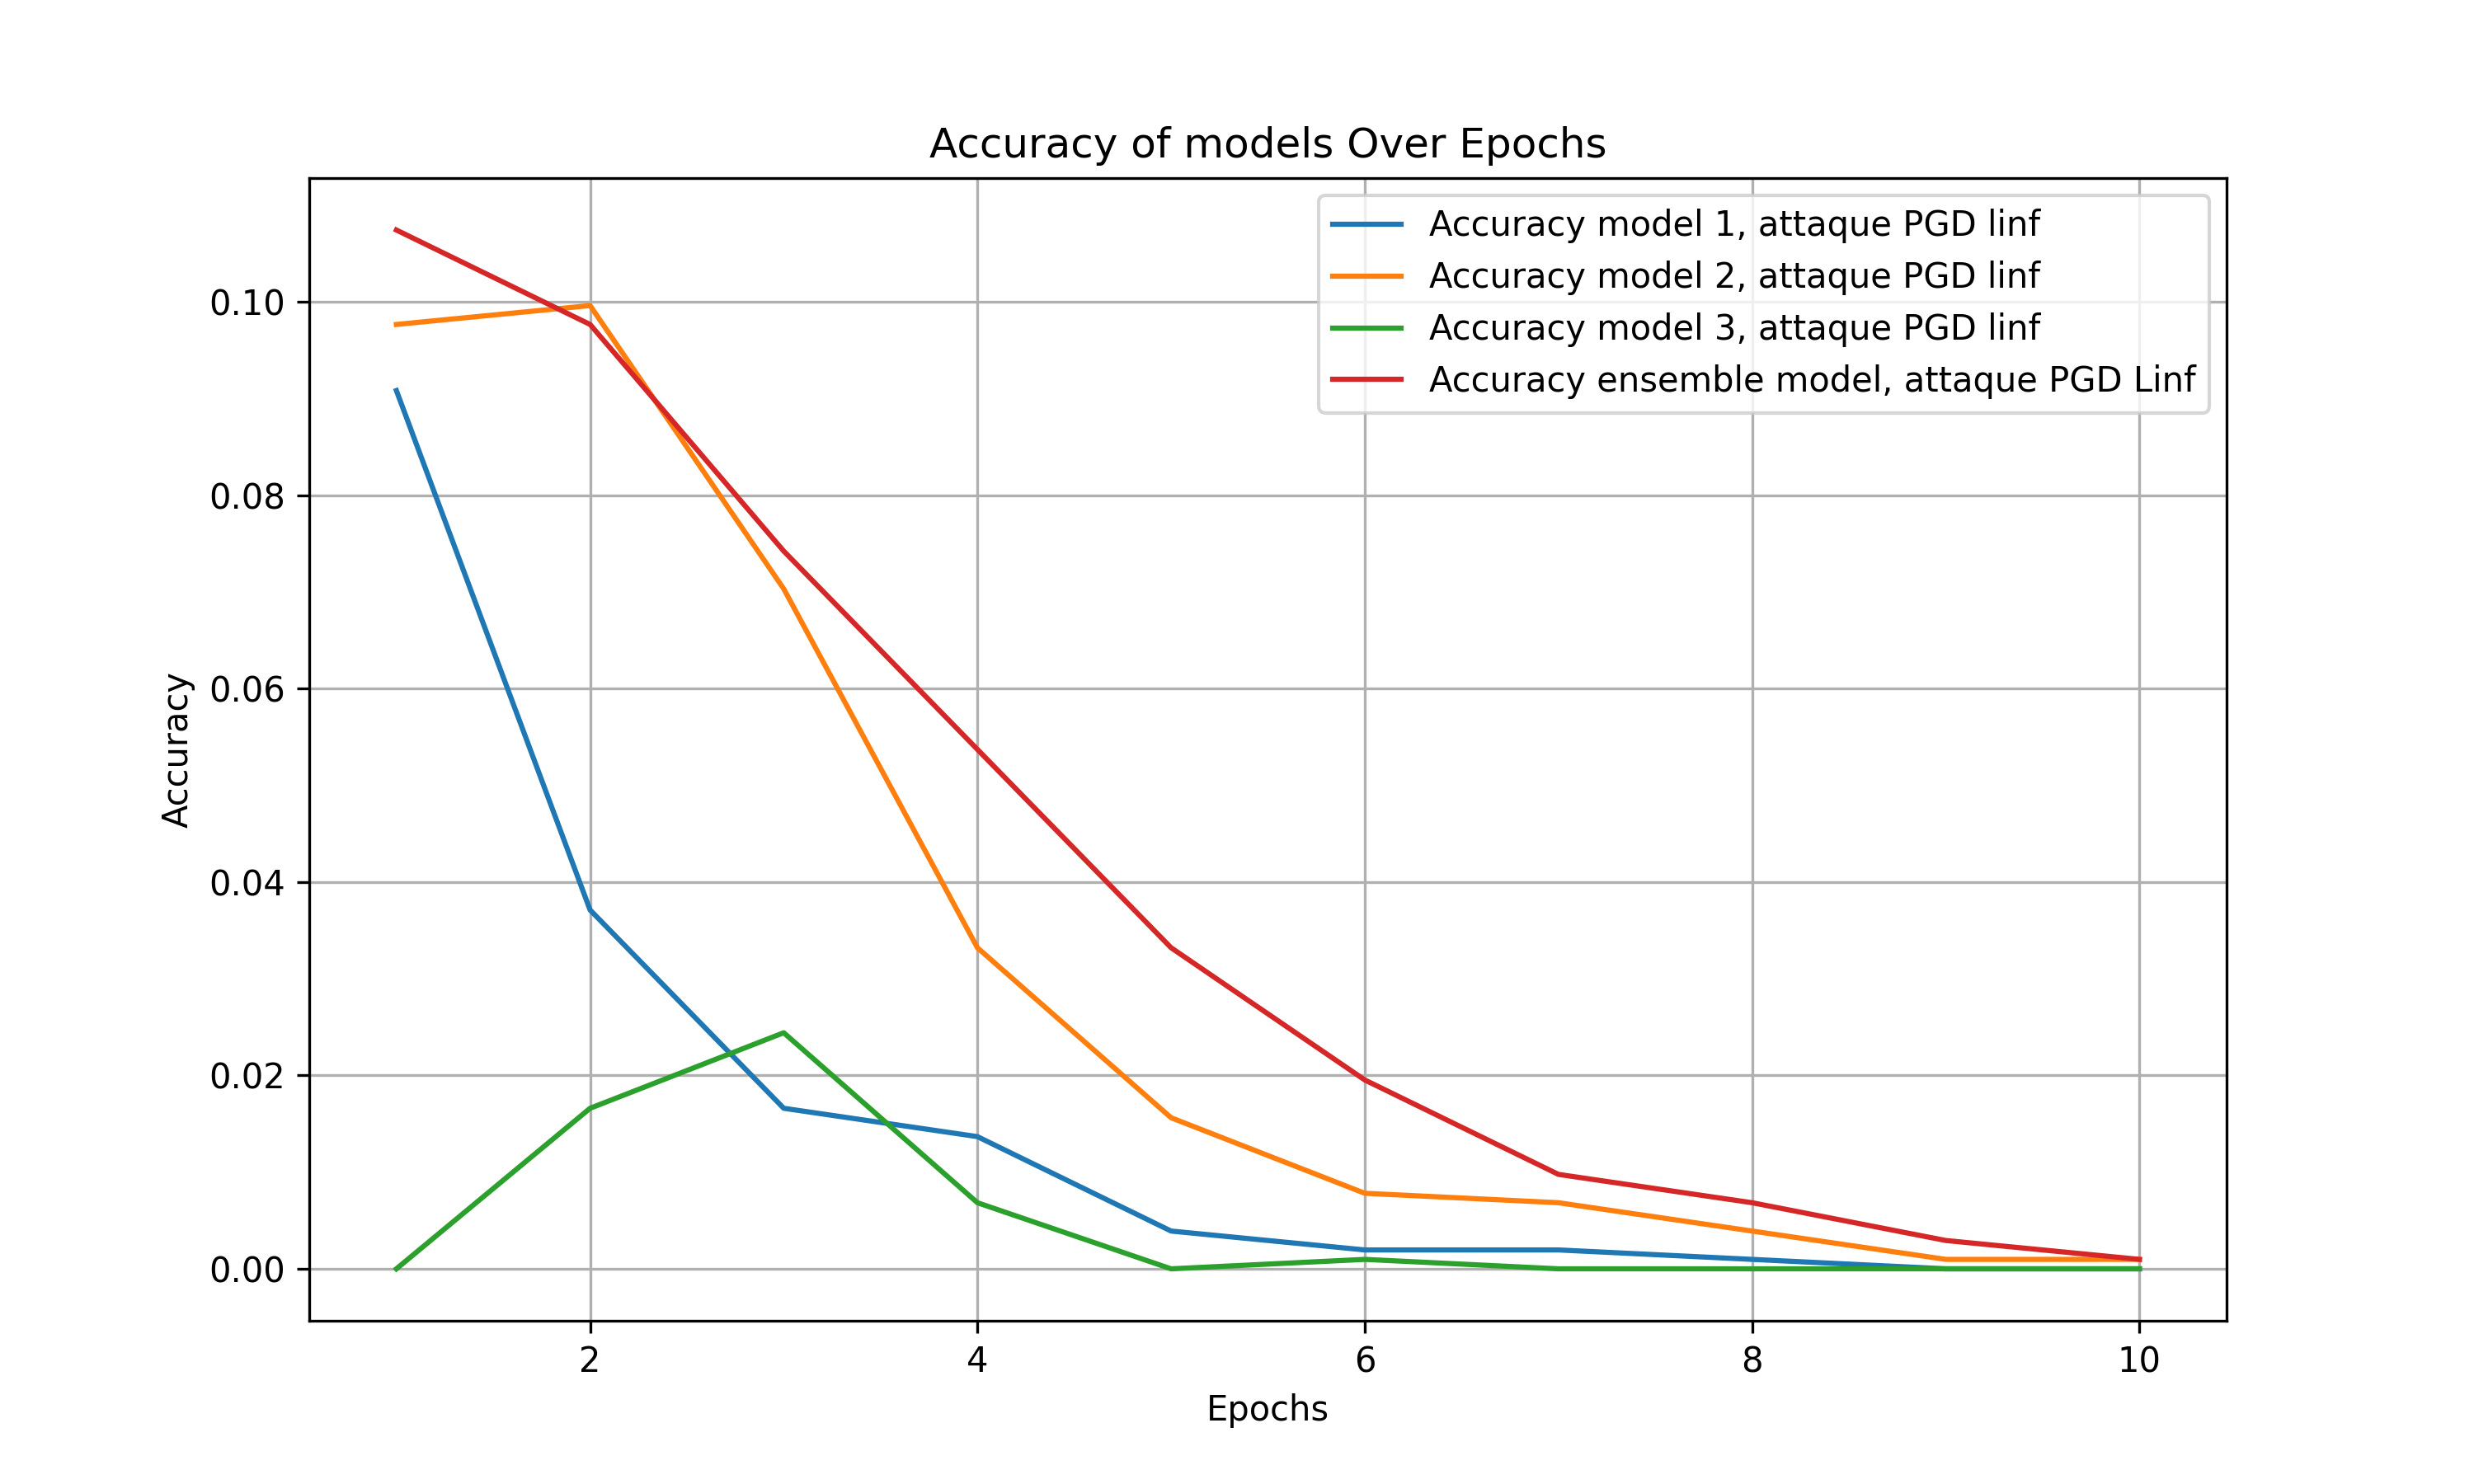 Accuracy of models Over Epochs
Accuracy model 1, attaque PGD linf
Accuracy model 2, attaque PGD linf
Accuracy model 3, attaque PGD linf
Accuracy ensemble model, attaque PGD Linf
Accuracy
0.10
0.08
0.06
0.04
0.02
0.00
2 4 6 8 10
Epochs